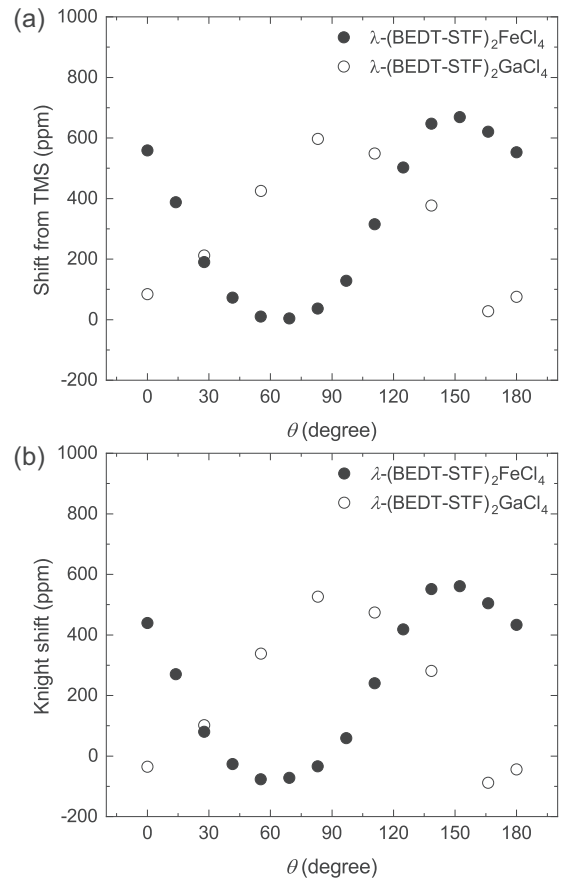 (a)
1000
800
600
400
200
0
-200
Shift from TMS (ppm)
λ-(BEDT-STF)₂FeCl₄
λ-(BEDT-STF)₂GaCl₄
0 30 60 90 120 150 180
θ (degree)
(b)
1000
800
600
400
200
0
-200
Knight shift (ppm)
λ-(BEDT-STF)₂FeCl₄
λ-(BEDT-STF)₂GaCl₄
0 30 60 90 120 150 180
θ (degree)